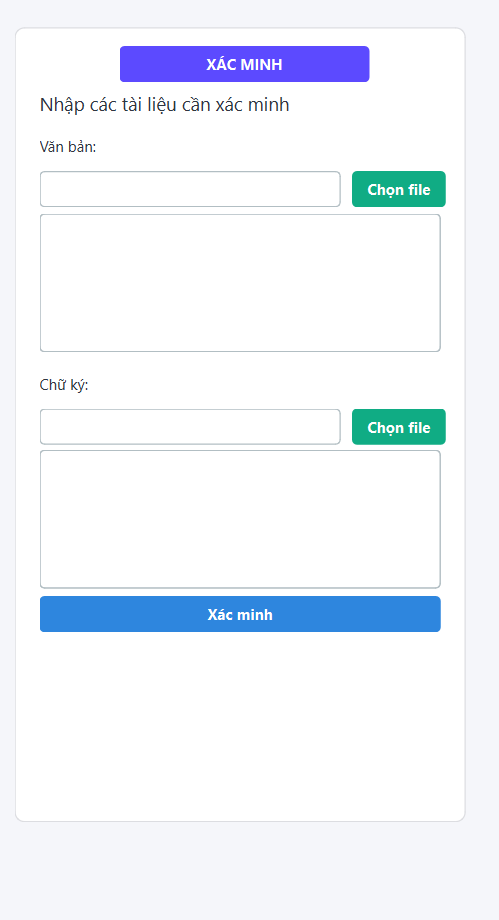 XÁC MINH
Nhập các tài liệu cần xác minh
Văn bản:
Chọn file
Chữ ký:
Chọn file
Xác minh